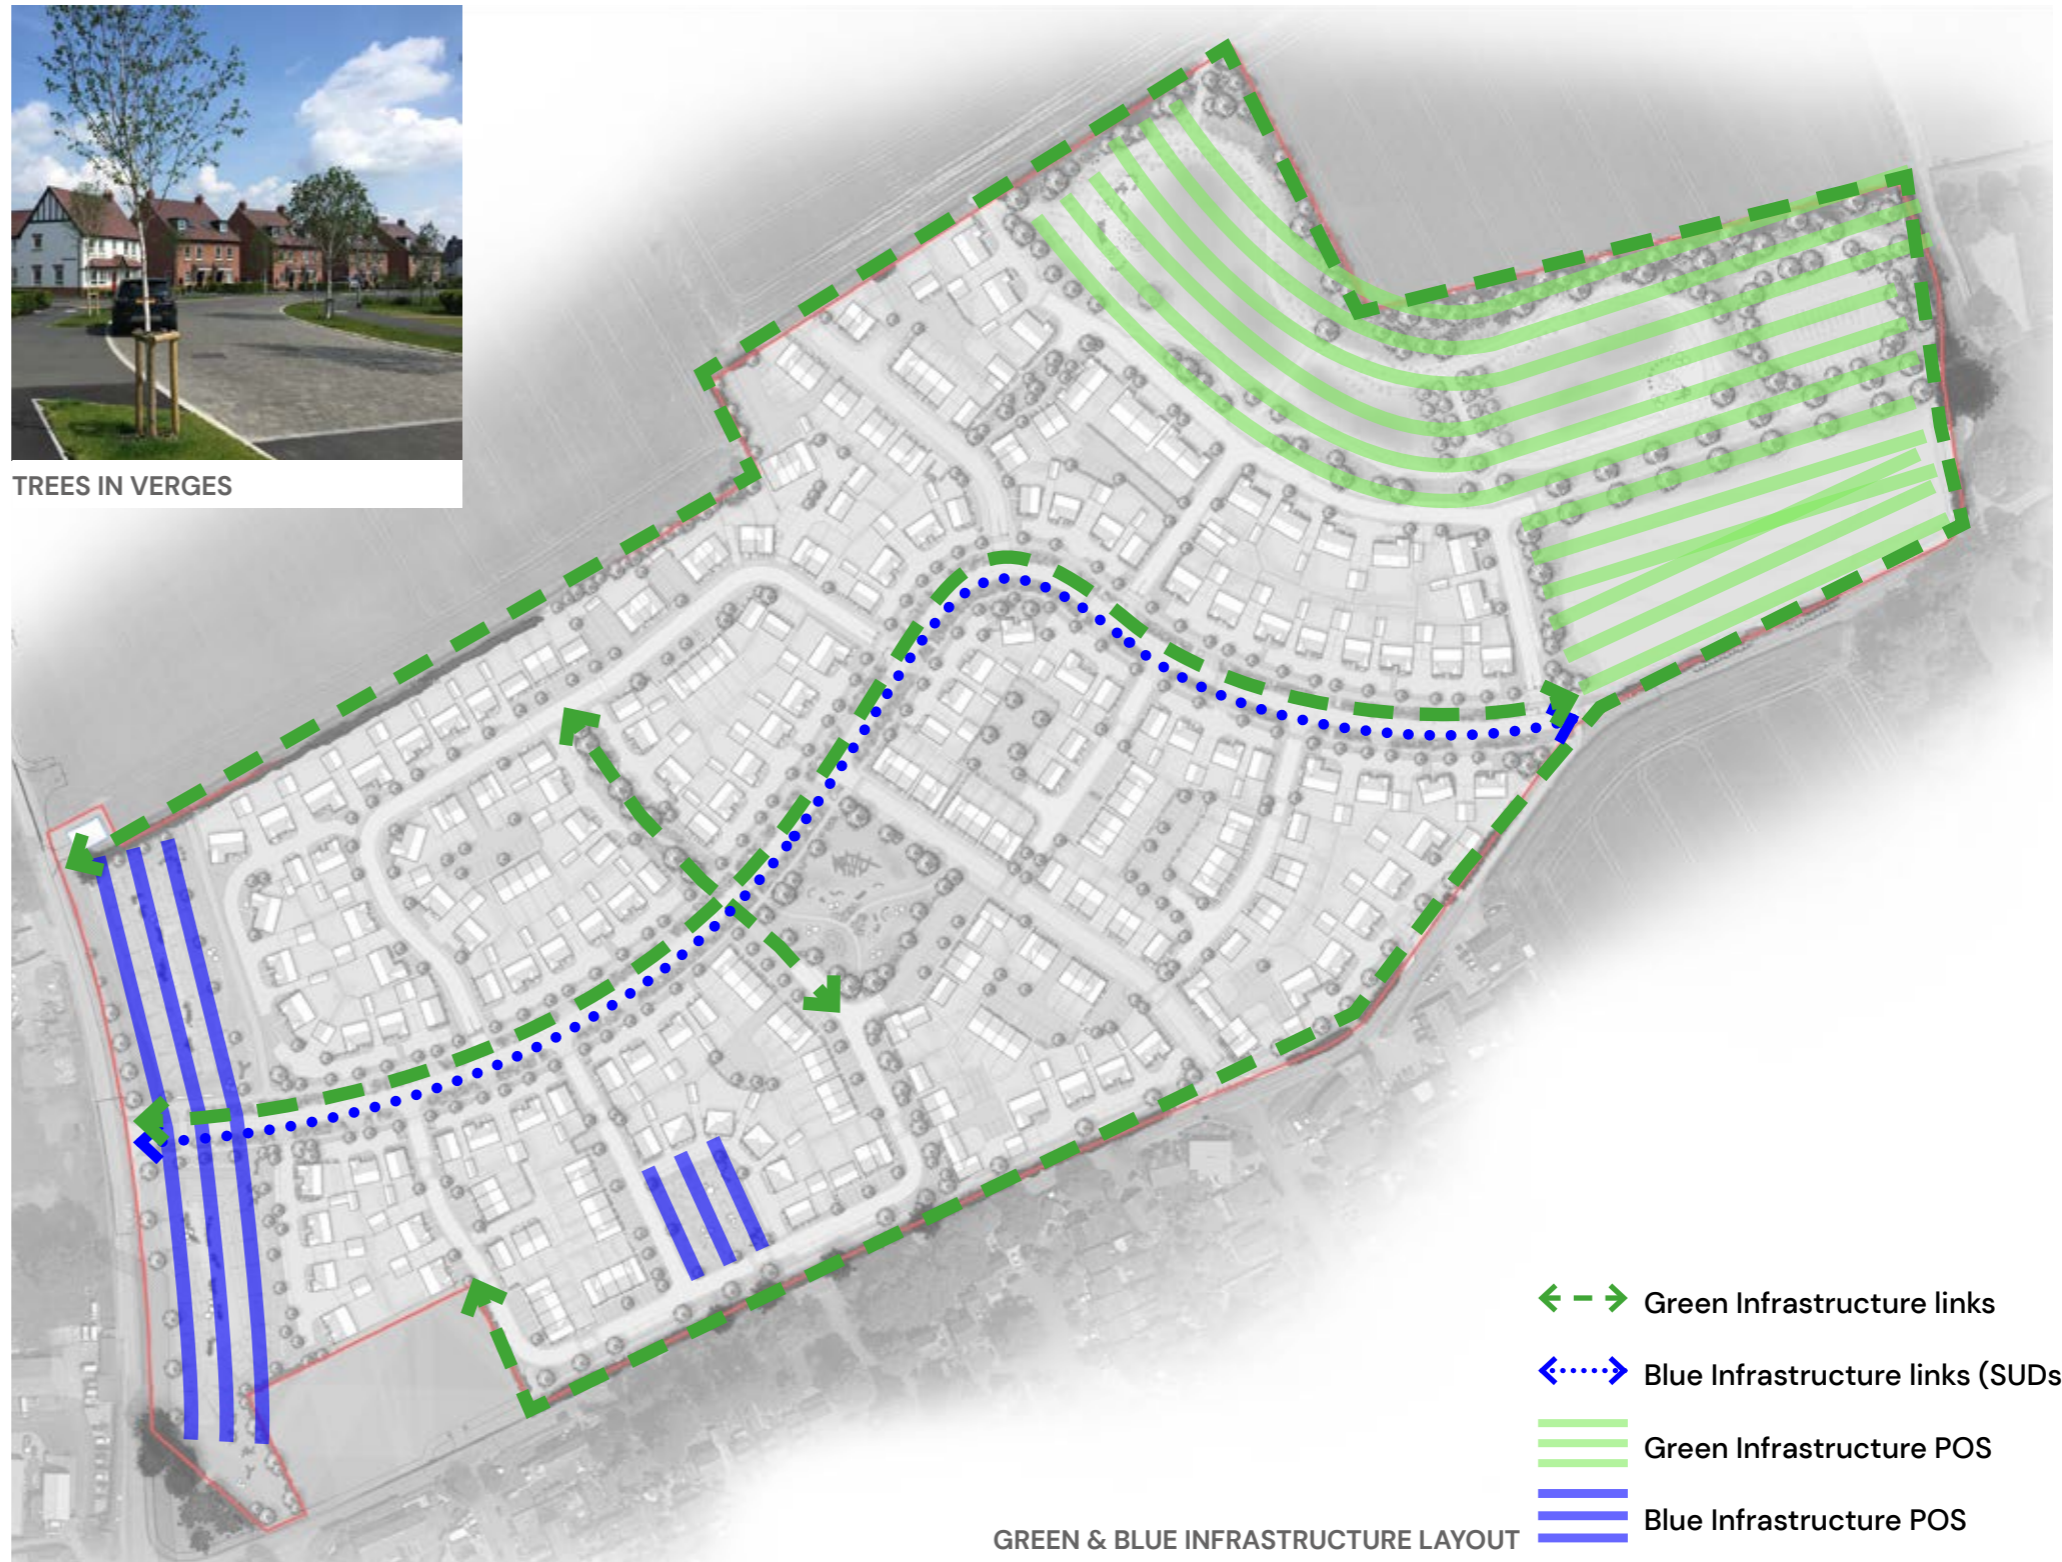 TREES IN VERGES
Green Infrastructure links
Blue Infrastructure links (SUDs
Green Infrastructure POS
Blue Infrastructure POS
GREEN & BLUE INFRASTRUCTURE LAYOUT